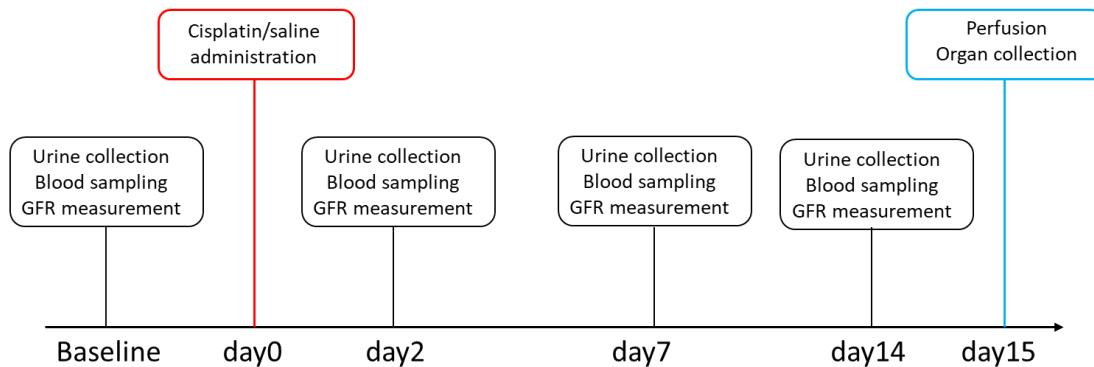 Cisplatin/saline
administration
Perfusion
Organ collection
Urine collection
Blood sampling
GFR measurement
Urine collection
Blood sampling
GFR measurement
Urine collection
Blood sampling
GFR measurement
Urine collection
Blood sampling
GFR measurement
Baseline
day0
day2
day7
day14
day15